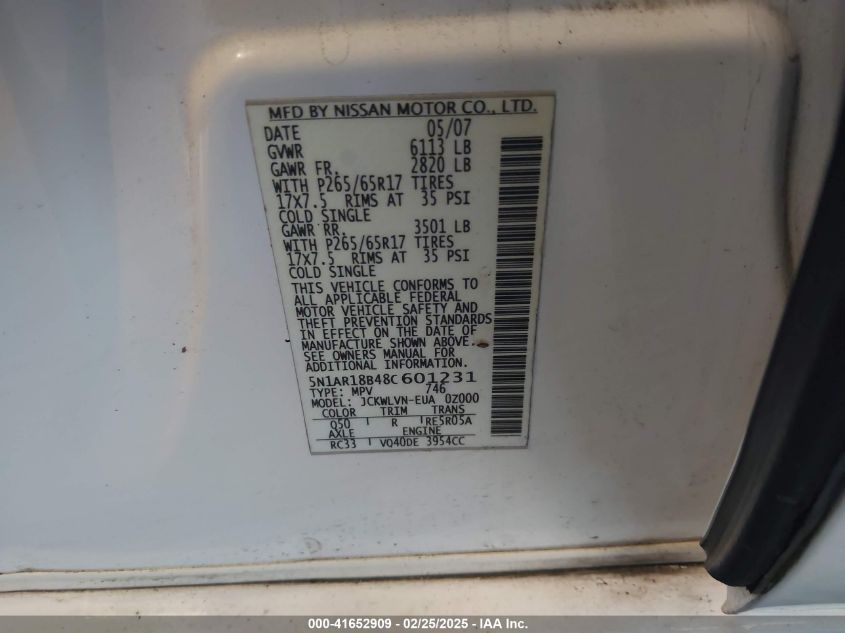 MFD BY NISSAN MOTOR CO., LTD.
DATE 05/07
GVWR 6113 LB
GAWR FR. 2820 LB
WITH P265/65R17 TIRES
17X7.5 RIMS AT 35 PSI
COLD SINGLE
GAWR RR. 3501 LB
WITH P265/65R17 TIRES
17X7.5 RIMS AT 35 PSI
COLD SINGLE
THIS VEHICLE CONFORMS TO
ALL APPLICABLE FEDERAL
MOTOR VEHICLE SAFETY AND
THEFT PREVENTION STANDARDS
IN EFFECT ON THE DATE OF
MANUFACTURE SHOWN ABOVE.
SEE OWNERS MANUAL FOR
ADDITIONAL INFORMATION.
5N1AR18B48C601231
TYPE: MPV 746
MODEL: JCKWLVN-EUA 0Z000
COLOR TRIM TRANS
Q50 R RE5R05A
AXLE ENGINE
RC33 VQ40DE 3954CC
000-41652909 / 02/25/2025 - IAA Inc.